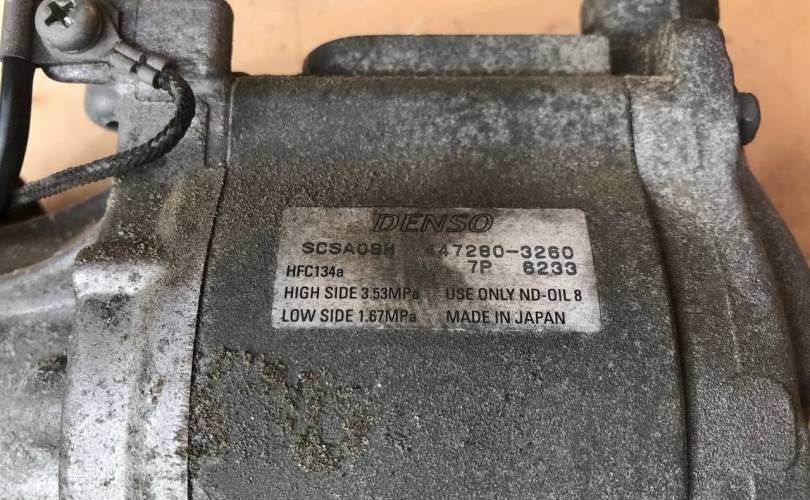 DENSO
SCSA08H 447280-3260
HFC134a 7P 6233
HIGH SIDE 3.53MPa USE ONLY ND-OIL 8
LOW SIDE 1.67MPa MADE IN JAPAN